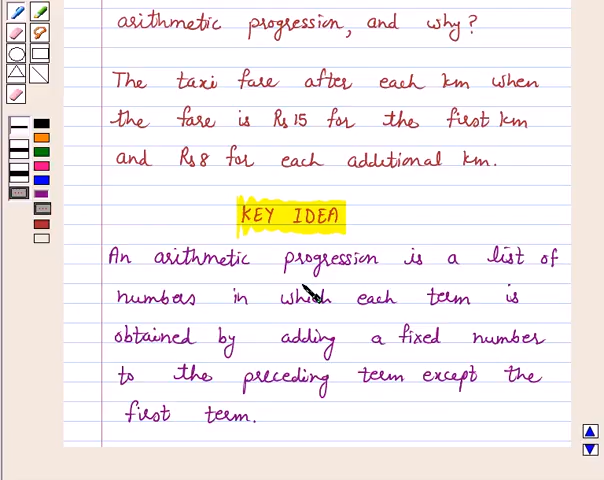 arithmetic progression, and why?
The taxi fare after each km when
the fare is Rs 15 for the first km
and Rs 8 for each additional km.
KEY IDEA
An arithmetic progression is a list of
numbers in which each term is
obtained by adding a fixed number
to the preceding term except the
first term.